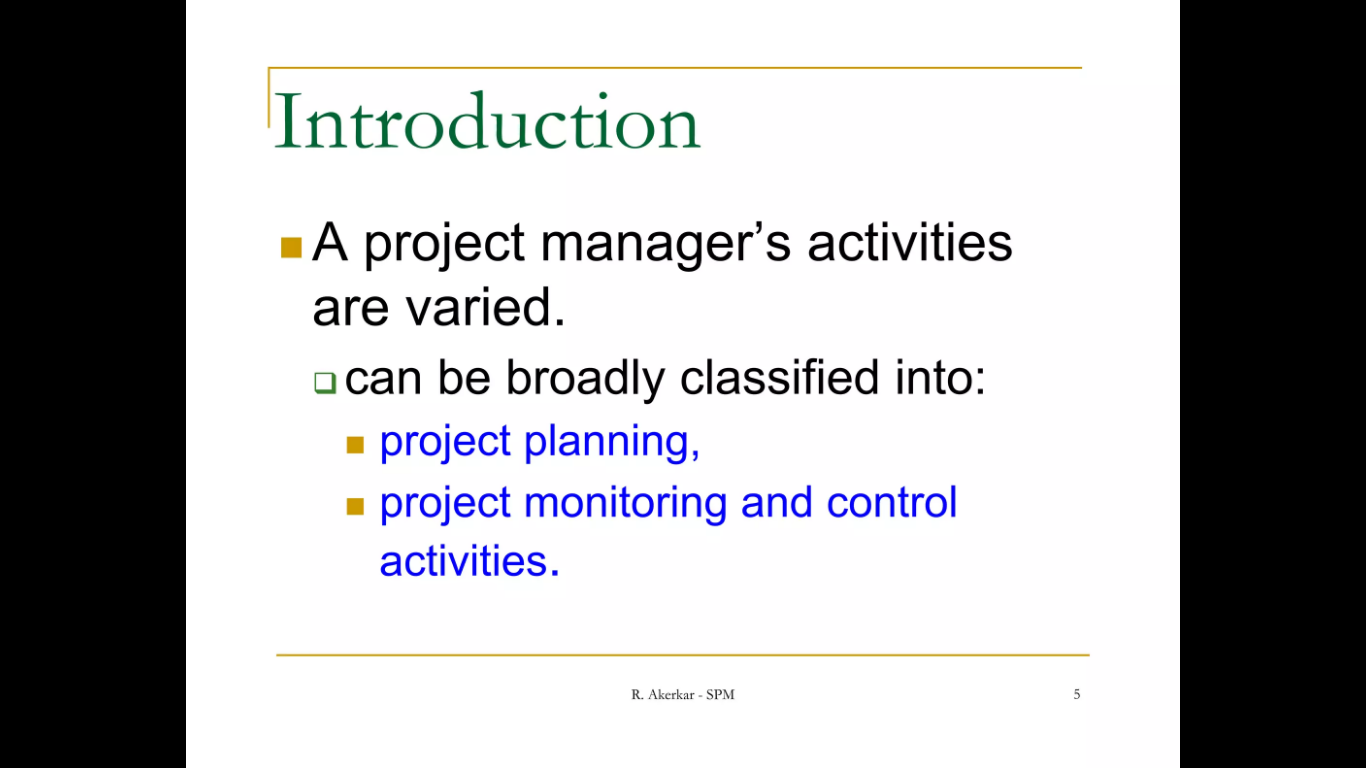 Introduction
A project manager’s activities
are varied.
can be broadly classified into:
project planning,
project monitoring and control
activities.
R. Akerkar - SPM
5